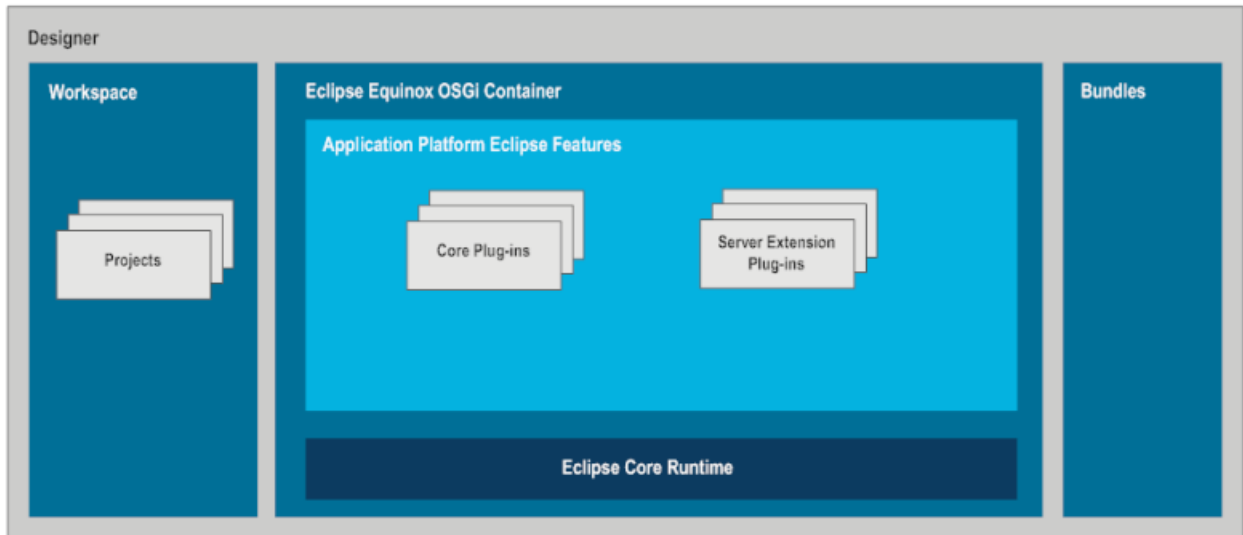 Designer
Workspace
Projects
Eclipse Equinox OSGi Container
Application Platform Eclipse Features
Core Plug-ins
Server Extension
Plug-ins
Eclipse Core Runtime
Bundles